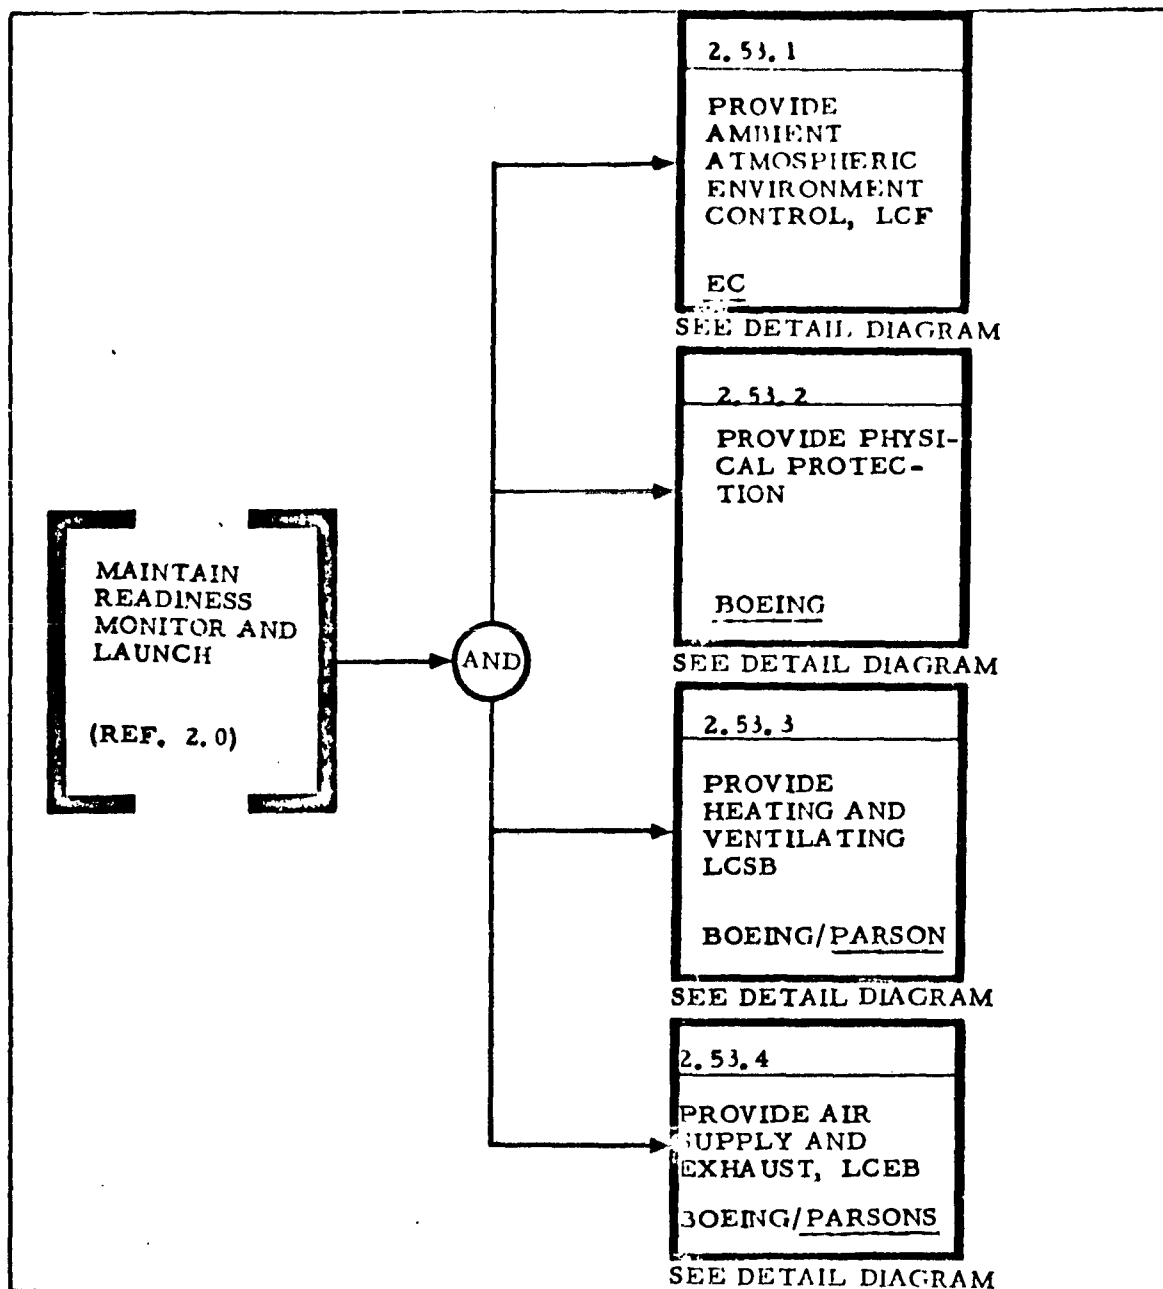 MAINTAIN
READINESS
MONITOR AND
LAUNCH
(REF. 2.0)
AND
2.53.1
PROVIDE
AMBIENT
ATMOSPHERIC
ENVIRONMENT
CONTROL, LCF
EC
SEE DETAIL DIAGRAM
2.53.2
PROVIDE PHYSI-
CAL PROTEC-
TION
BOEING
SEE DETAIL DIAGRAM
2.53.3
PROVIDE
HEATING AND
VENTILATING
LCSB
BOEING/PARSON
SEE DETAIL DIAGRAM
2.53.4
PROVIDE AIR
SUPPLY AND
EXHAUST, LCEB
BOEING/PARSONS
SEE DETAIL DIAGRAM